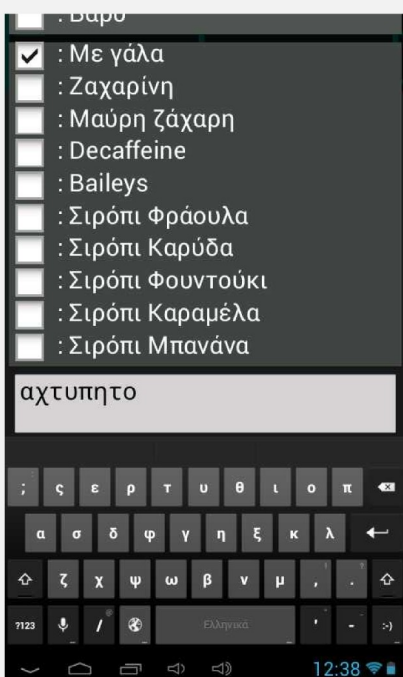 : Βαρύ
: Με γάλα
: Ζαχαρίνη
: Μαύρη ζάχαρη
: Decaffeine
: Baileys
: Σιρόπι Φράουλα
: Σιρόπι Καρύδα
: Σιρόπι Φουντούκι
: Σιρόπι Καραμέλα
: Σιρόπι Μπανάνα
αχτυπητο
; ς ε ρ τ υ θ ι ο π
α σ δ φ γ η ξ κ λ
ζ χ ψ ω β ν μ , ! . ?
?123 / @ Ελληνικά ' - :-)
12:38